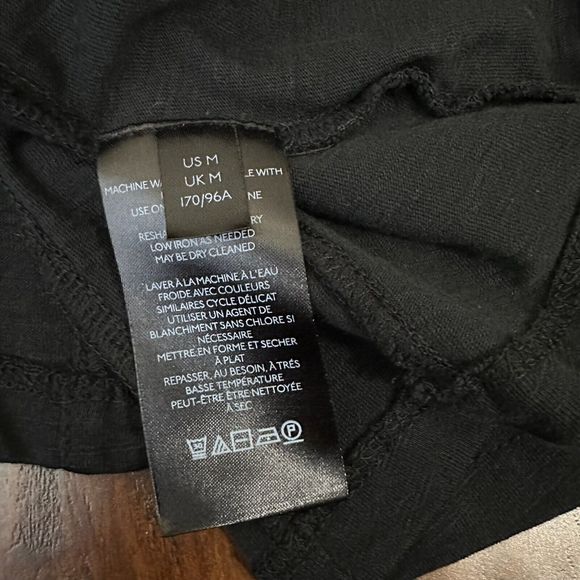 US M
UK M
170/96A
MACHINE WA
E WITH
USE ON
NE
RESHA
RY
LOW IRON AS NEEDED
MAY BE DRY CLEANED
LAVER À LA MACHINE À L'EAU
FROIDE AVEC COULEURS
SIMILAIRES CYCLE DÉLICAT
UTILISER UN AGENT DE
BLANCHIMENT SANS CHLORE SI
NÉCESSAIRE
METTRE EN FORME ET SECHER
À PLAT
REPASSER, AU BESOIN, À TRÉS
BASSE TEMPÉRATURE
PEUT-ÊTRE ÊTRE NETTOYÉE
À SEC
30
P